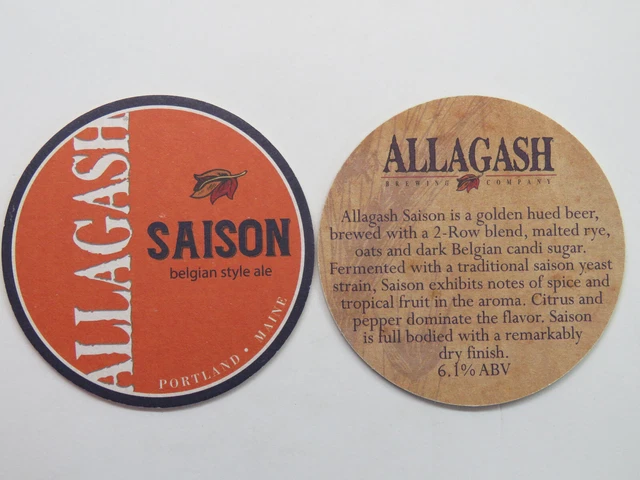 ALLAGASH
SAISON
belgian style ale
PORTLAND • MAINE
ALLAGASH
BREWING COMPANY
Allagash Saison is a golden hued beer,
brewed with a 2-Row blend, malted rye,
oats and dark Belgian candi sugar.
Fermented with a traditional saison yeast
strain, Saison exhibits notes of spice and
tropical fruit in the aroma. Citrus and
pepper dominate the flavor. Saison
is full bodied with a remarkably
dry finish.
6.1% ABV